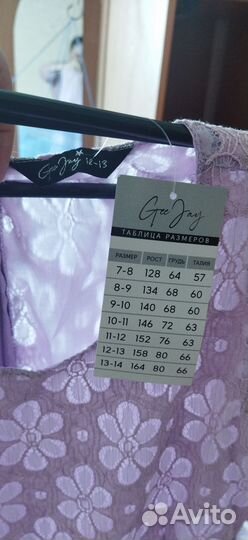 Gee Jay 12-13
Gee Jay
ТАБЛИЦА РАЗМЕРОВ
РАЗМЕР РОСТ ГРУДЬ ТАЛИЯ
7-8 128 64 57
8-9 134 68 60
9-10 140 68 60
10-11 146 72 63
11-12 152 76 63
12-13 158 80 66
13-14 164 80 66
Avito